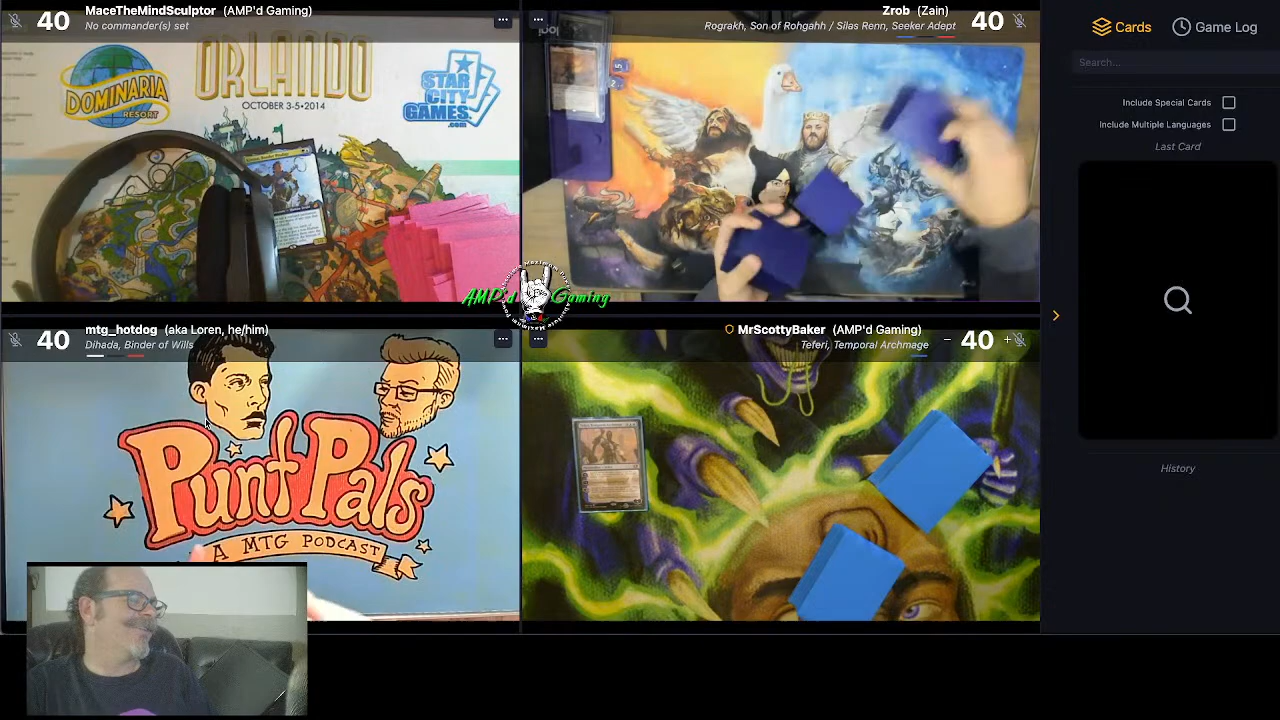 40
MaceTheMindSculptor (AMP'd Gaming)
No commander(s) set
DOMINARIA
RESORT
ORLANDO
OCTOBER 3-5•2014
STAR
CITY
GAMES
.com
Zrob (Zain)
Rograkh, Son of Rohgahh / Silas Renn, Seeker Adept
40
Cards
Game Log
Search...
Include Special Cards
Include Multiple Languages
Last Card
History
AMP'd Gaming
40
mtg_hotdog (aka Loren, he/him)
Dihada, Binder of Wills
Punt Pals
A MTG PODCAST
MrScottyBaker (AMP'd Gaming)
Teferi, Temporal Archmage
− 40 +